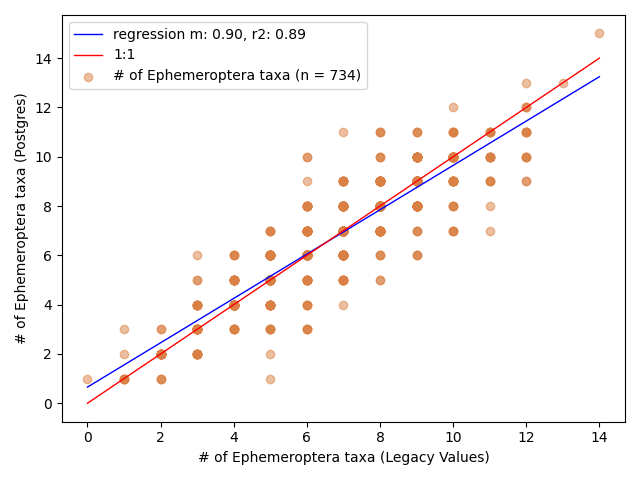 regression m: 0.90, r2: 0.89
1:1
# of Ephemeroptera taxa (n = 734)
# of Ephemeroptera taxa (Postgres)
14
12
10
8
6
4
2
0
0 2 4 6 8 10 12 14
# of Ephemeroptera taxa (Legacy Values)